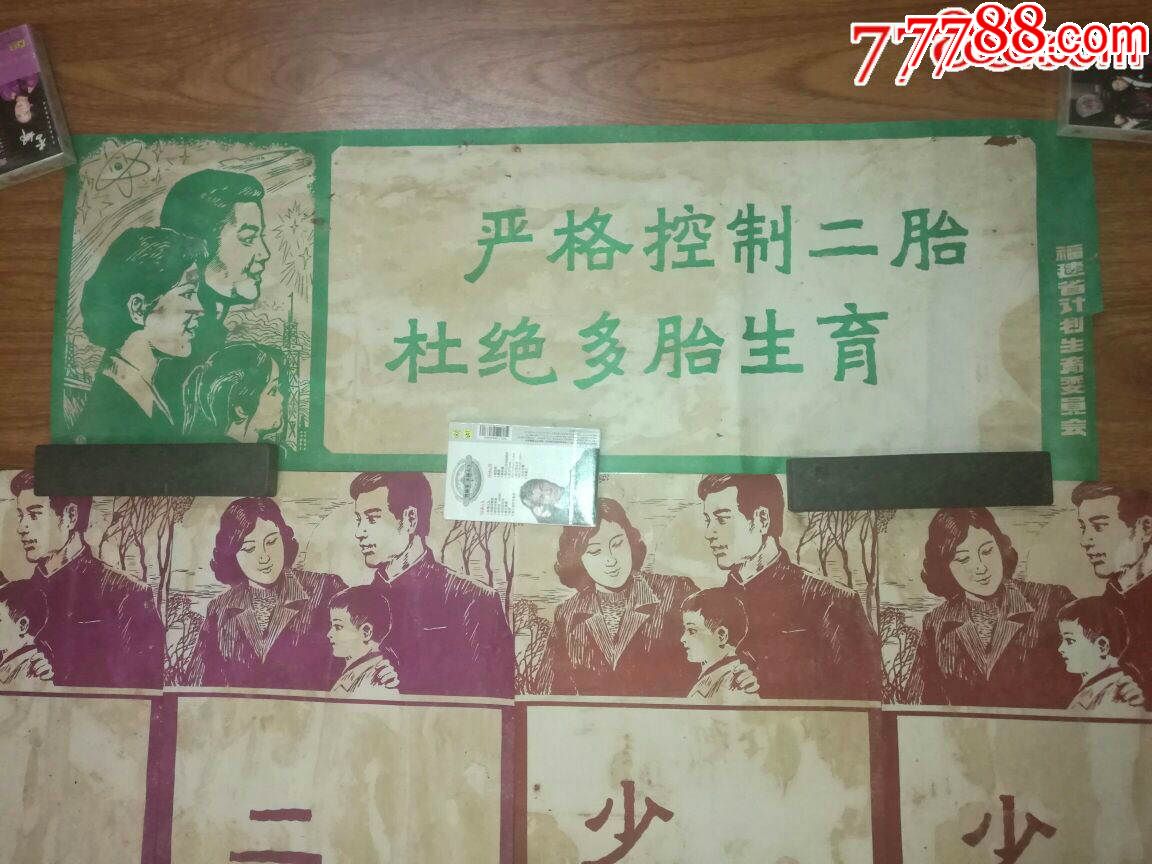 77788.com
严格控制二胎
杜绝多胎生育
福建省计划生育委员会
二
少
少